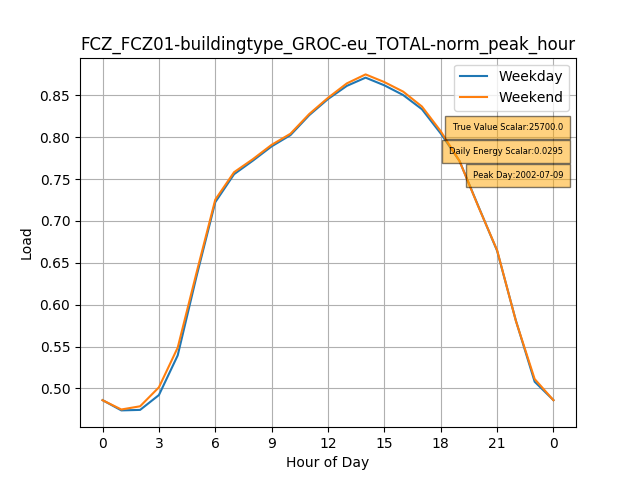 FCZ_FCZ01-buildingtype_GROC-eu_TOTAL-norm_peak_hour
Weekday
Weekend
True Value Scalar:25700.0
Daily Energy Scalar:0.0295
Peak Day:2002-07-09
Load
0.85
0.80
0.75
0.70
0.65
0.60
0.55
0.50
0 3 6 9 12 15 18 21 0
Hour of Day